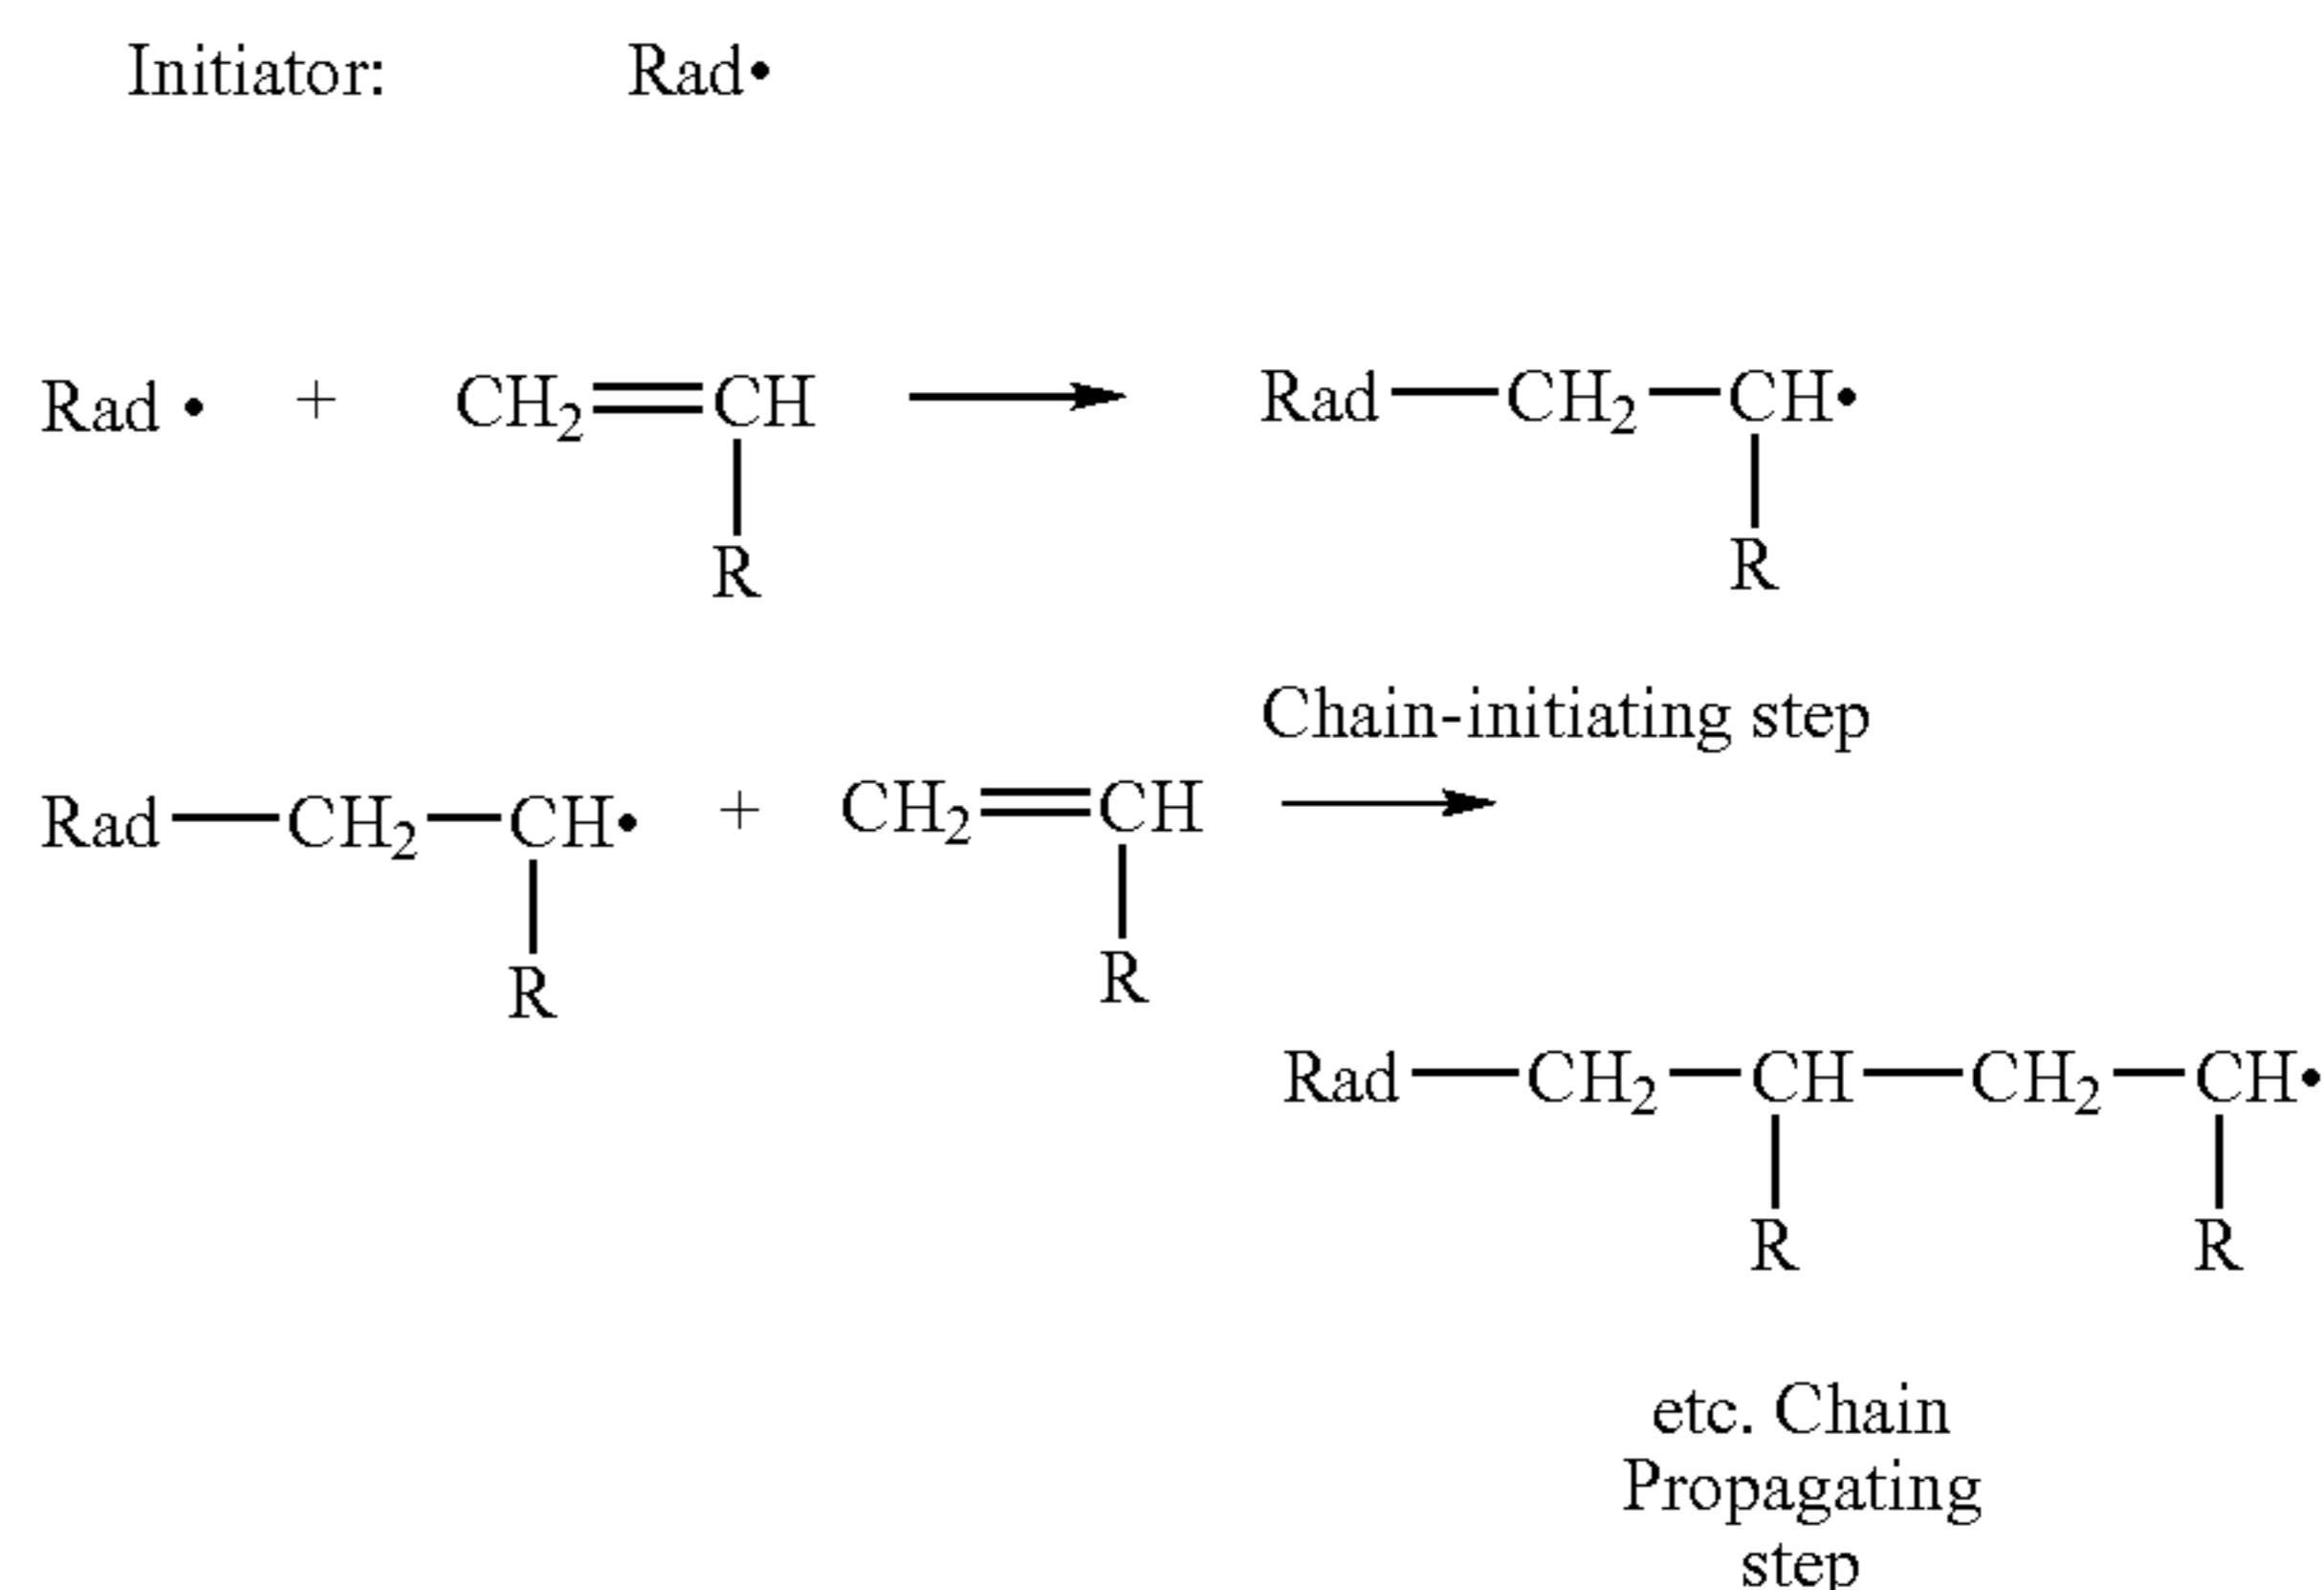 Initiator: Rad•
Rad • + CH₂═CH ⟶ Rad—CH₂—CH•
R R
Chain-initiating step
Rad—CH₂—CH• + CH₂═CH ⟶
R R
Rad—CH₂—CH—CH₂—CH•
R R
etc. Chain
Propagating
step